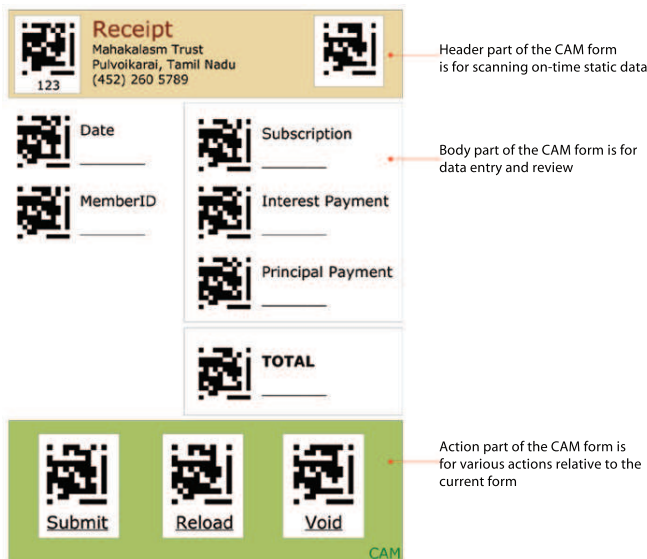 Receipt
Mahakalasm Trust
Pulvoikarai, Tamil Nadu
(452) 260 5789
123
Header part of the CAM form
is for scanning on-time static data
Date
MemberID
Subscription
Interest Payment
Principal Payment
TOTAL
Body part of the CAM form is for
data entry and review
Submit
Reload
Void
CAM
Action part of the CAM form is
for various actions relative to the
current form